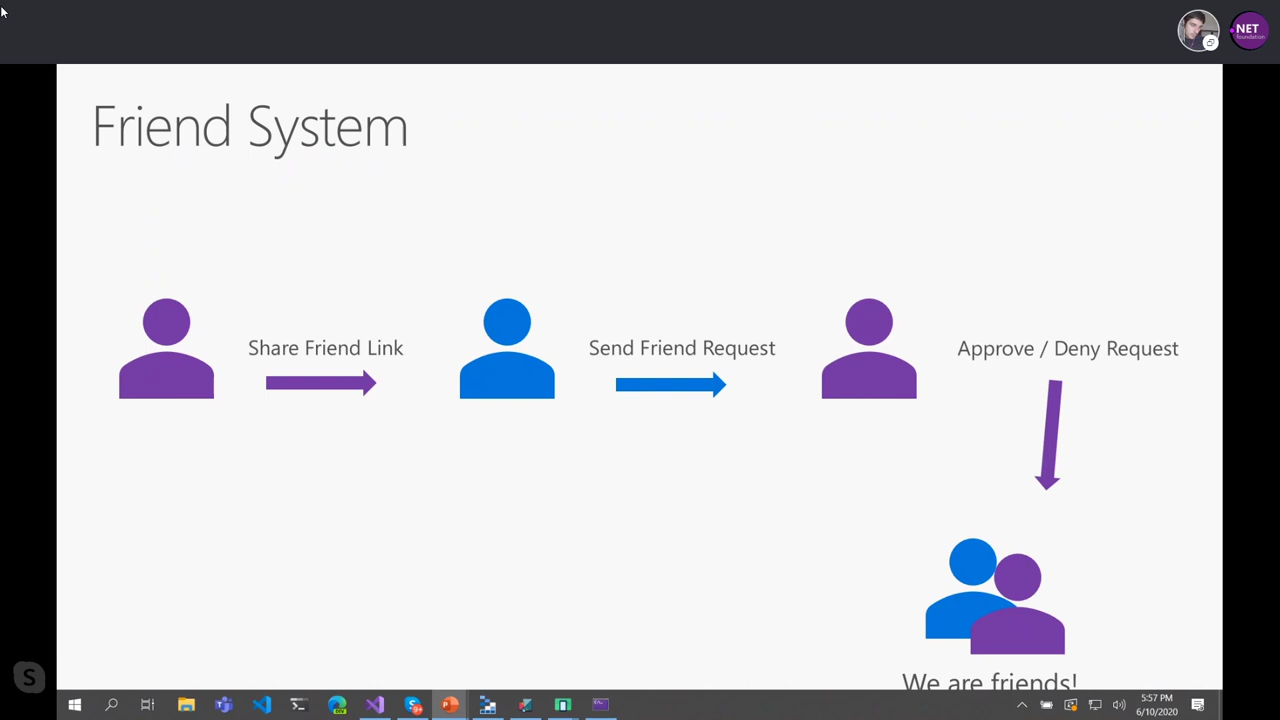 NET
foundation
Friend System
Share Friend Link
Send Friend Request
Approve / Deny Request
We are friends!
S
5:57 PM
6/10/2020